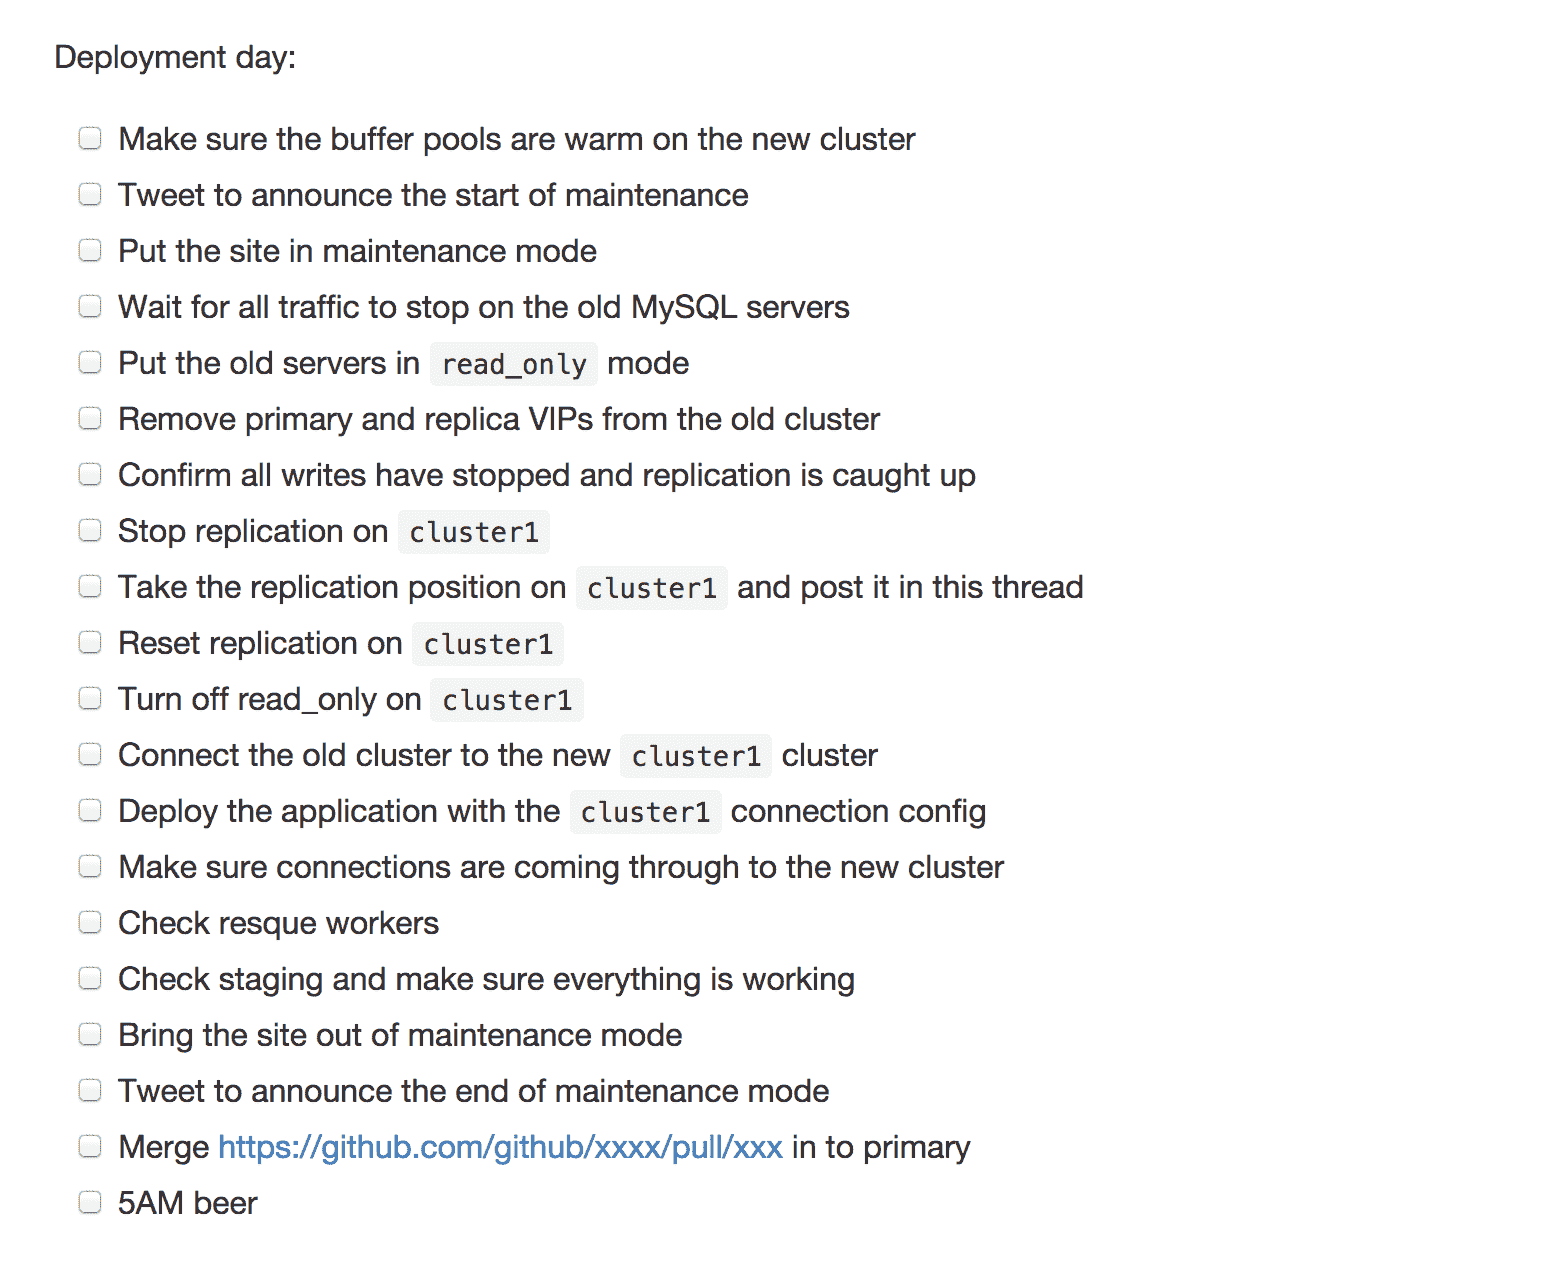 Deployment day:
Make sure the buffer pools are warm on the new cluster
Tweet to announce the start of maintenance
Put the site in maintenance mode
Wait for all traffic to stop on the old MySQL servers
Put the old servers in read_only mode
Remove primary and replica VIPs from the old cluster
Confirm all writes have stopped and replication is caught up
Stop replication on cluster1
Take the replication position on cluster1 and post it in this thread
Reset replication on cluster1
Turn off read_only on cluster1
Connect the old cluster to the new cluster1 cluster
Deploy the application with the cluster1 connection config
Make sure connections are coming through to the new cluster
Check resque workers
Check staging and make sure everything is working
Bring the site out of maintenance mode
Tweet to announce the end of maintenance mode
Merge https://github.com/github/xxxx/pull/xxx in to primary
5AM beer